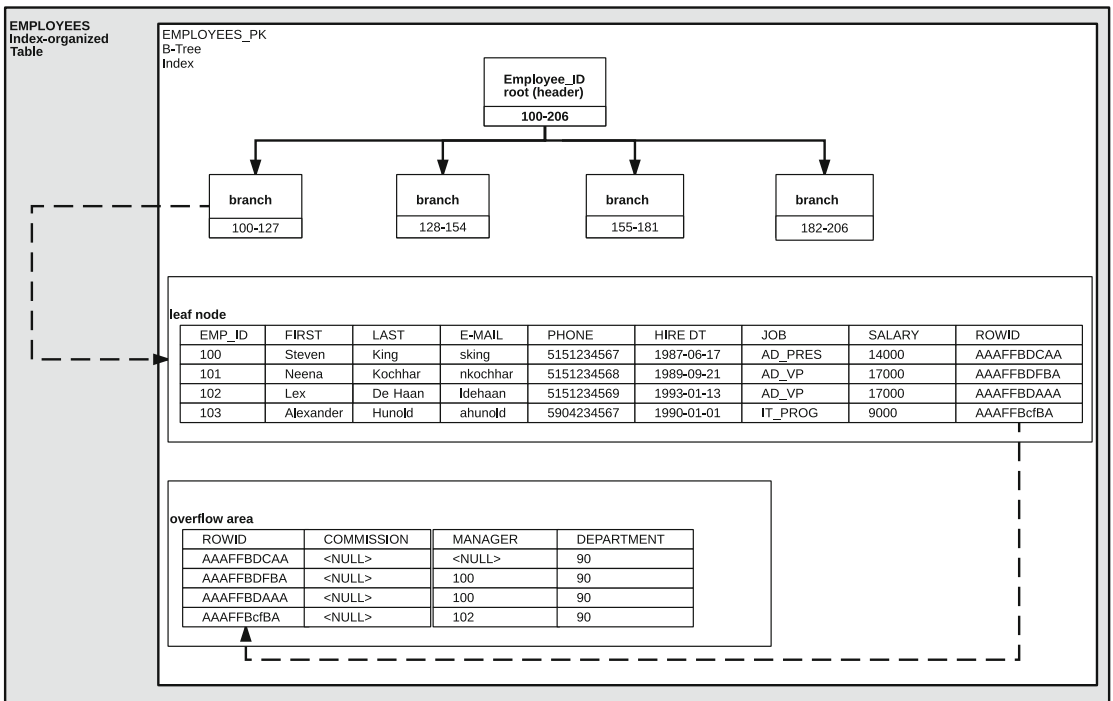 EMPLOYEES
Index-organized
Table
EMPLOYEES_PK
B-Tree
Index
Employee_ID
root (header)
100-206
branch branch branch branch
100-127 128-154 155-181 182-206
leaf node
EMP_ID FIRST LAST E-MAIL PHONE HIRE DT JOB SALARY ROWID
100 Steven King sking 5151234567 1987-06-17 AD_PRES 14000 AAAFFBDCAA
101 Neena Kochhar nkochhar 5151234568 1989-09-21 AD_VP 17000 AAAFFBDFBA
102 Lex De Haan ldehaan 5151234569 1993-01-13 AD_VP 17000 AAAFFBDAAA
103 Alexander Hunold ahunold 5904234567 1990-01-01 IT_PROG 9000 AAAFFBcfBA
overflow area
ROWID COMMISSION MANAGER DEPARTMENT
AAAFFBDCAA <NULL> <NULL> 90
AAAFFBDFBA <NULL> 100 90
AAAFFBDAAA <NULL> 100 90
AAAFFBcfBA <NULL> 102 90